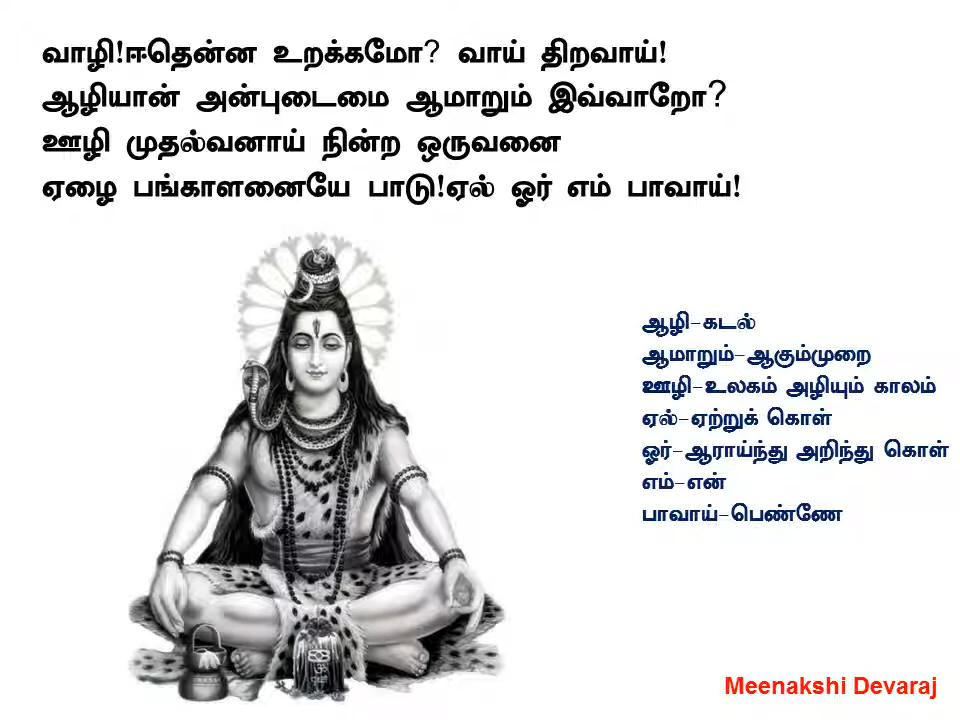 வாழி!ஈதென்ன உறக்கமோ? வாய் திறவாய்!
ஆழியான் அன்புடைமை ஆமாறும் இவ்வாறோ?
ஊழி முதல்வனாய் நின்ற ஒருவனை
ஏழை பங்காளனையே பாடு!ஏல் ஓர் எம் பாவாய்!
ஆழி-கடல்
ஆமாறும்-ஆகும்முறை
ஊழி-உலகம் அழியும் காலம்
ஏல்-ஏற்றுக் கொள்
ஓர்-ஆராய்ந்து அறிந்து கொள்
எம்-என்
பாவாய்-பெண்ணே
Meenakshi Devaraj